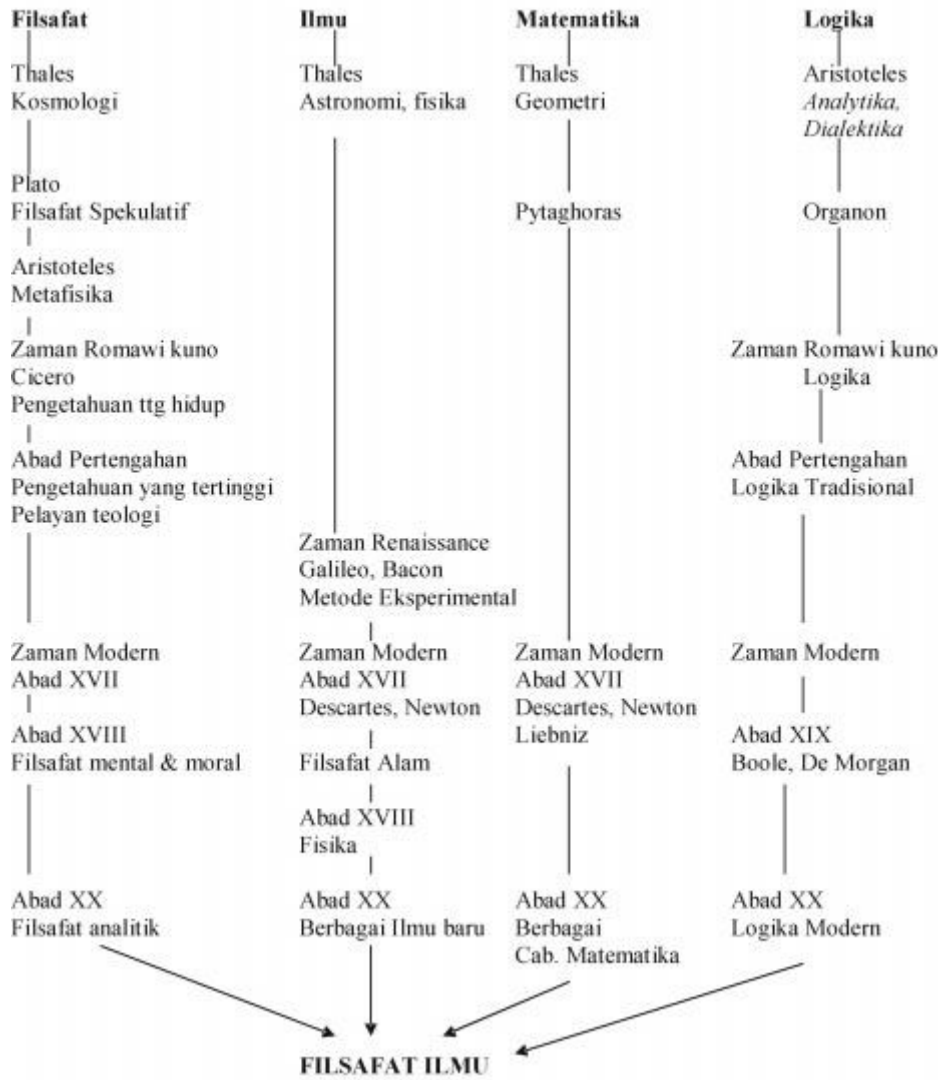 Filsafat
Thales
Kosmologi
Plato
Filsafat Spekulatif
Aristoteles
Metafisika
Zaman Romawi kuno
Cicero
Pengetahuan ttg hidup
Abad Pertengahan
Pengetahuan yang tertinggi
Pelayan teologi
Zaman Modern
Abad XVII
Abad XVIII
Filsafat mental & moral
Abad XX
Filsafat analitik
Ilmu
Thales
Astronomi, fisika
Zaman Renaissance
Galileo, Bacon
Metode Eksperimental
Zaman Modern
Abad XVII
Descartes, Newton
Filsafat Alam
Abad XVIII
Fisika
Abad XX
Berbagai Ilmu baru
Matematika
Thales
Geometri
Pytaghoras
Zaman Modern
Abad XVII
Descartes, Newton
Liebniz
Abad XX
Berbagai
Cab. Matematika
Logika
Aristoteles
Analytika,
Dialektika
Organon
Zaman Romawi kuno
Logika
Abad Pertengahan
Logika Tradisional
Zaman Modern
Abad XIX
Boole, De Morgan
Abad XX
Logika Modern
FILSAFAT ILMU